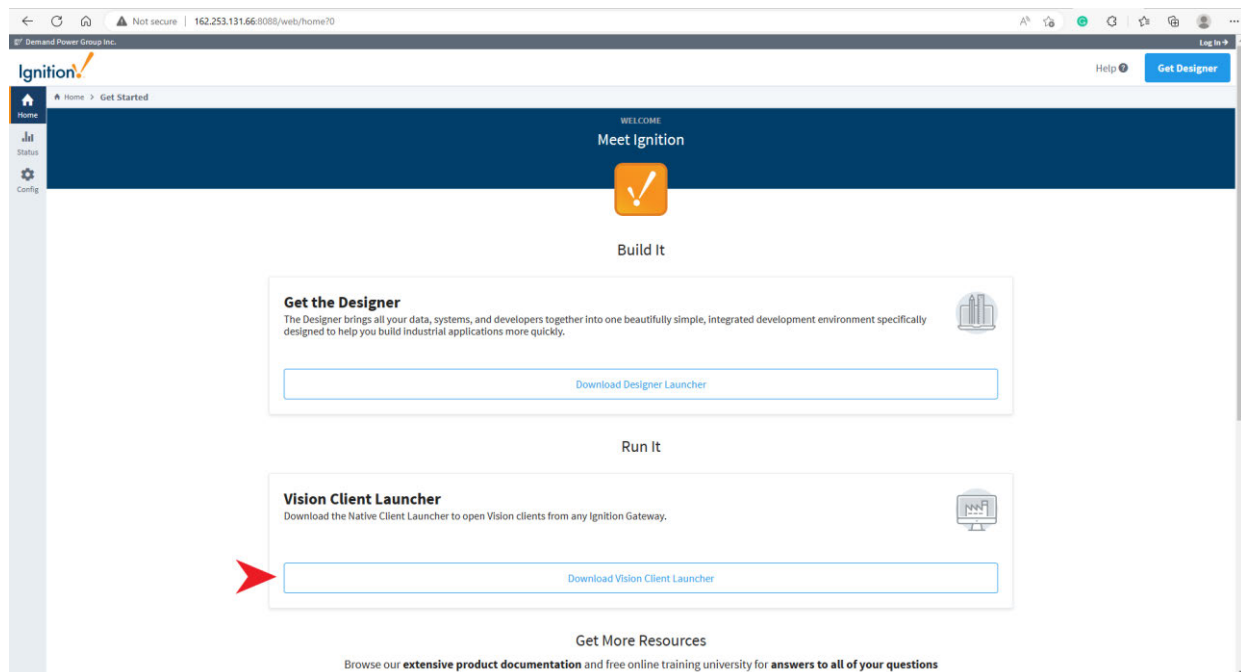 Not secure | 162.253.131.66:8088/web/home?0
Demand Power Group Inc.
Log In
Ignition!
Help
Get Designer
Home > Get Started
Home
Status
Config
WELCOME
Meet Ignition
Build It
Get the Designer
The Designer brings all your data, systems, and developers together into one beautifully simple, integrated development environment specifically
designed to help you build industrial applications more quickly.
Download Designer Launcher
Run It
Vision Client Launcher
Download the Native Client Launcher to open Vision clients from any Ignition Gateway.
Download Vision Client Launcher
Get More Resources
Browse our extensive product documentation and free online training university for answers to all of your questions